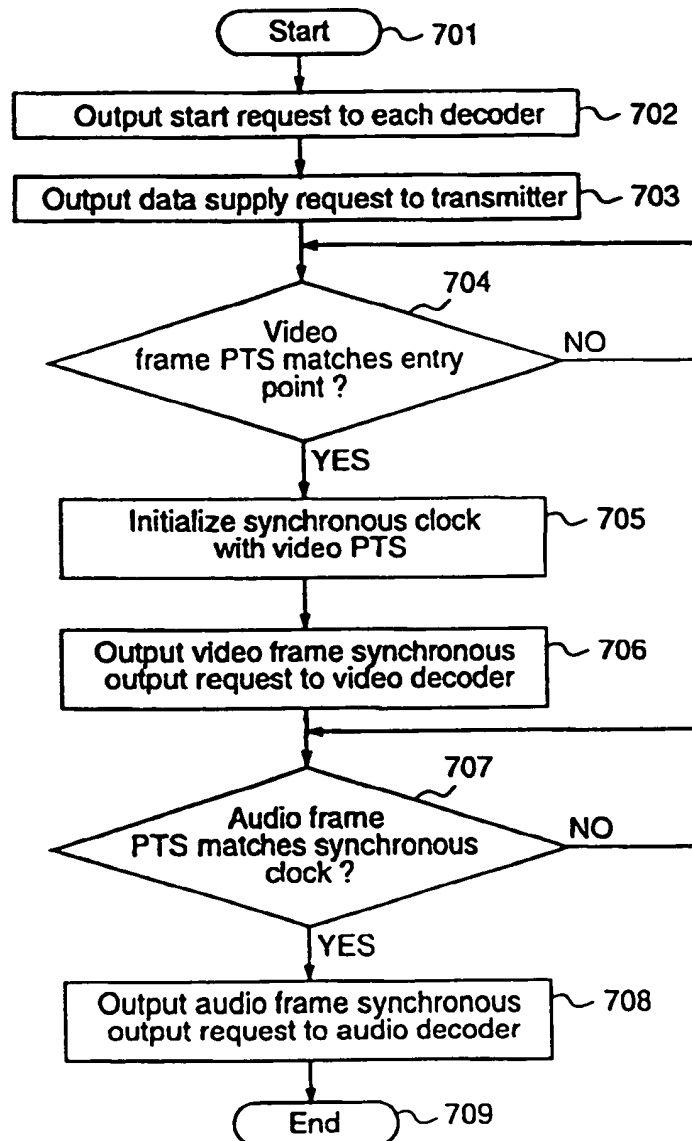 Start
701
Output start request to each decoder
702
Output data supply request to transmitter
703
704
Video
frame PTS matches entry
point ?
NO
YES
Initialize synchronous clock
with video PTS
705
Output video frame synchronous
output request to video decoder
706
707
Audio frame
PTS matches synchronous
clock ?
NO
YES
Output audio frame synchronous
output request to audio decoder
708
End
709